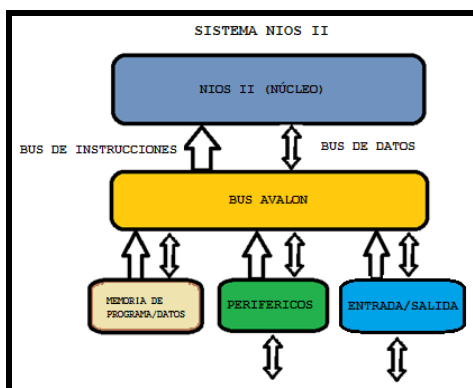 SISTEMA NIOS II
NIOS II (NÚCLEO)
BUS DE INSTRUCCIONES
BUS DE DATOS
BUS AVALON
MEMORIA DE
PROGRAMA/DATOS
PERIFERICOS
ENTRADA/SALIDA